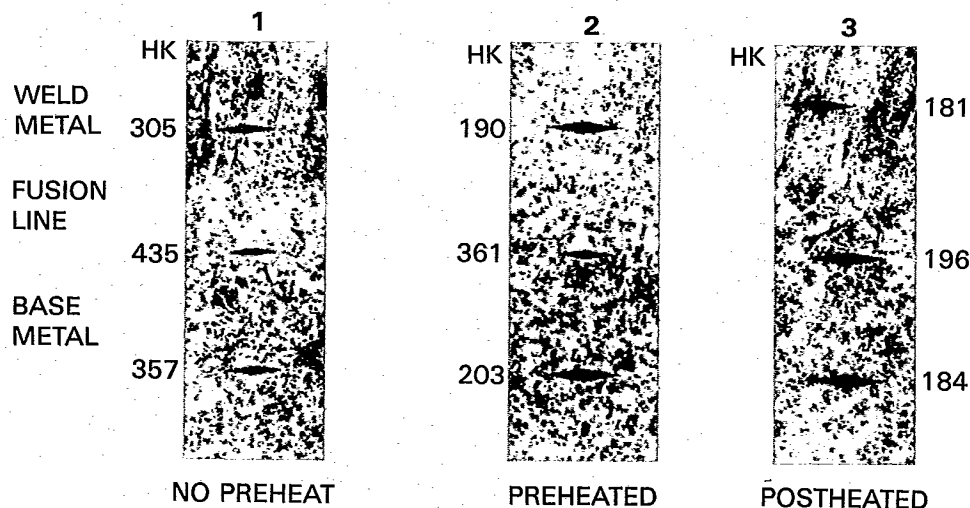 1
2
3
HK
HK
HK
WELD
METAL
305
190
181
FUSION
LINE
435
361
196
BASE
METAL
357
203
184
NO PREHEAT
PREHEATED
POSTHEATED